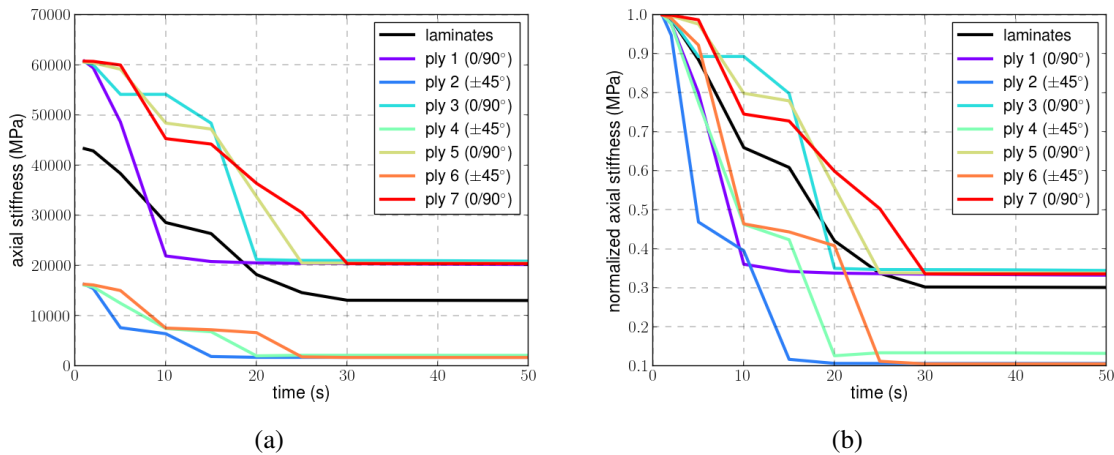 70000
60000
50000
40000
30000
20000
10000
0
axial stiffness (MPa)
0
10
20
30
40
50
time (s)
laminates
ply 1 (0/90°)
ply 2 (±45°)
ply 3 (0/90°)
ply 4 (±45°)
ply 5 (0/90°)
ply 6 (±45°)
ply 7 (0/90°)
(a)
1.0
0.9
0.8
0.7
0.6
0.5
0.4
0.3
0.2
0.1
normalized axial stiffness (MPa)
0
10
20
30
40
50
time (s)
laminates
ply 1 (0/90°)
ply 2 (±45°)
ply 3 (0/90°)
ply 4 (±45°)
ply 5 (0/90°)
ply 6 (±45°)
ply 7 (0/90°)
(b)